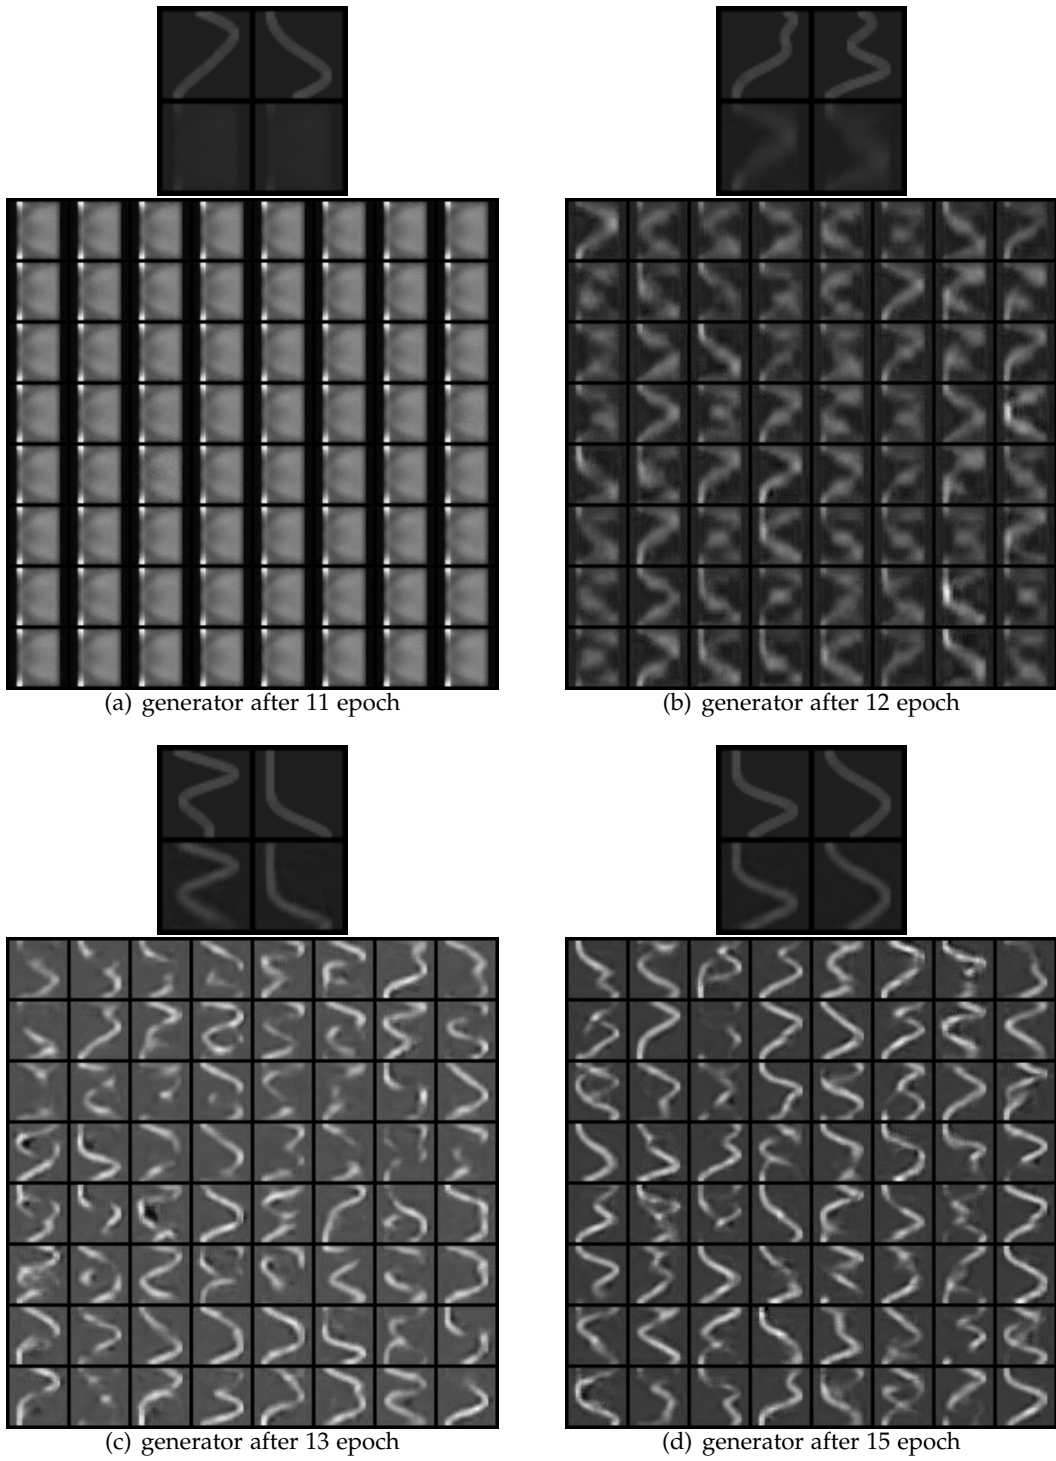 (a) generator after 11 epoch
(b) generator after 12 epoch
(c) generator after 13 epoch
(d) generator after 15 epoch